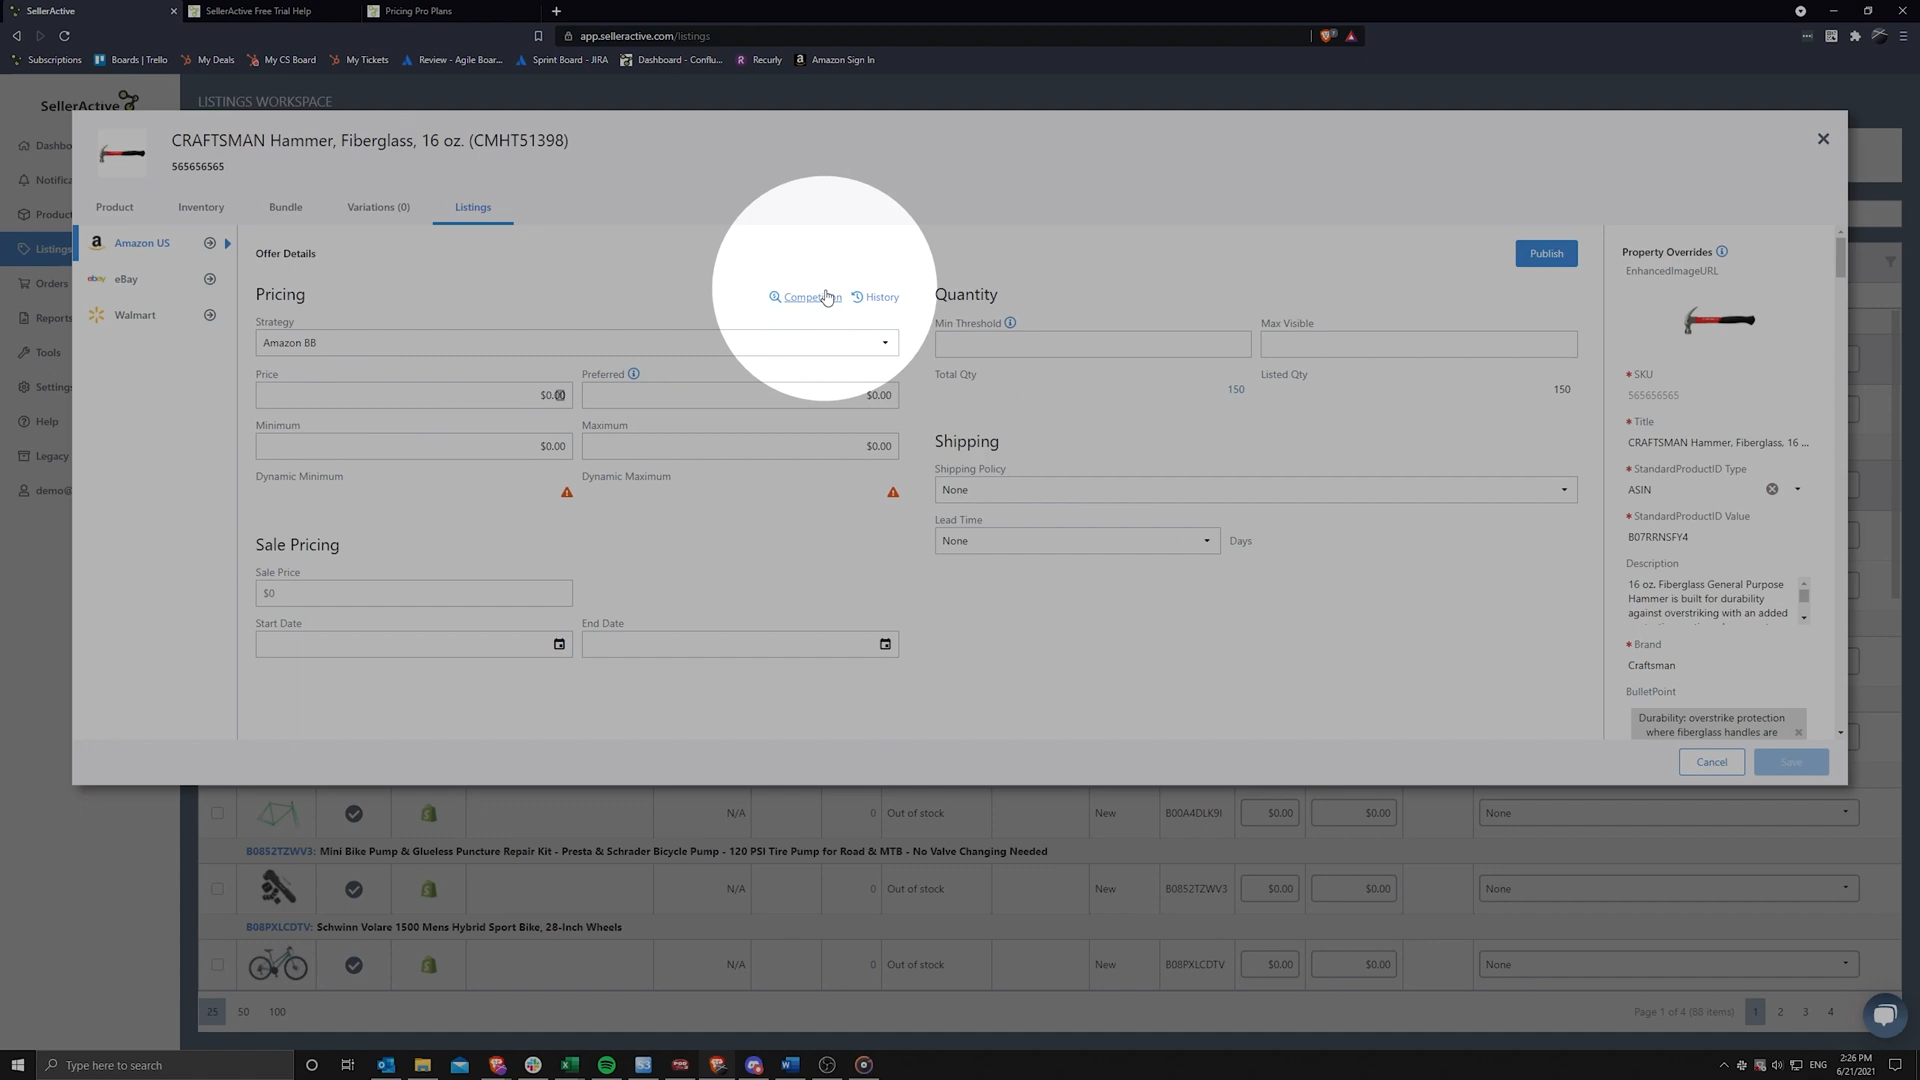 SellerActive
SellerActive Free Trial Help
Pricing Pro Plans
app.selleractive.com/listings
Subscriptions
Boards | Trello
My Deals
My CS Board
My Tickets
Review - Agile Boar...
Sprint Board - JIRA
Dashboard - Conflu...
Recurly
Amazon Sign In
SellerActive
LISTINGS WORKSPACE
CRAFTSMAN Hammer, Fiberglass, 16 oz. (CMHT51398)
565656565
Product
Inventory
Bundle
Variations (0)
Listings
Dashbo
Notifica
Product
Listings
Orders
Reports
Tools
Settings
Help
Legacy
demo@
Amazon US
eBay
Walmart
Offer Details
Publish
Pricing
History
Strategy
Amazon BB
Price
$0.00
Preferred
$0.00
Minimum
$0.00
Maximum
$0.00
Dynamic Minimum
Dynamic Maximum
Sale Pricing
Sale Price
$0
Start Date
End Date
Quantity
Min Threshold
Max Visible
Total Qty
150
Listed Qty
150
Shipping
Shipping Policy
None
Lead Time
None
Days
Property Overrides
EnhancedImageURL
* SKU
565656565
* Title
CRAFTSMAN Hammer, Fiberglass, 16 ...
* StandardProductID Type
ASIN
* StandardProductID Value
B07RRNSFY4
Description
16 oz. Fiberglass General Purpose
Hammer is built for durability
against overstriking with an added
* Brand
Craftsman
BulletPoint
Durability: overstrike protection
where fiberglass handles are
Cancel
Save
N/A 0 Out of stock New B00A4DLK9I $0.00 $0.00 None
B0852TZWV3: Mini Bike Pump & Glueless Puncture Repair Kit - Presta & Schrader Bicycle Pump - 120 PSI Tire Pump for Road & MTB - No Valve Changing Needed
N/A 0 Out of stock New B0852TZWV3 $0.00 $0.00 None
B08PXLCDTV: Schwinn Volare 1500 Mens Hybrid Sport Bike, 28-Inch Wheels
N/A 0 Out of stock New B08PXLCDTV $0.00 $0.00 None
25 50 100
Page 1 of 4 (88 items) 1 2 3 4
Type here to search
ENG
2:26 PM
6/21/2021